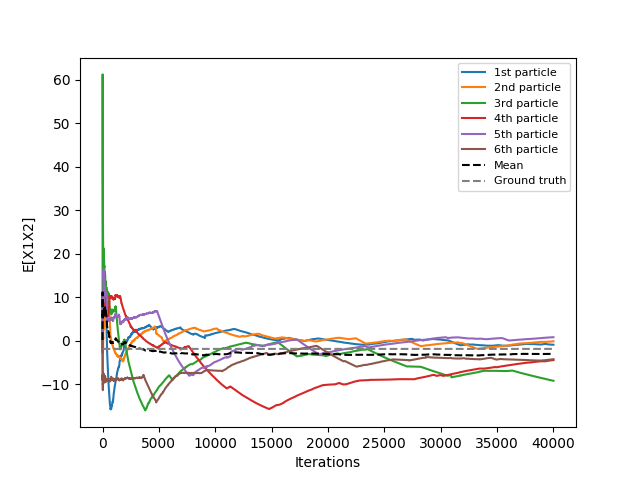 1st particle
2nd particle
3rd particle
4th particle
5th particle
6th particle
Mean
Ground truth
60
50
40
30
20
10
0
−10
E[X1X2]
0 5000 10000 15000 20000 25000 30000 35000 40000
Iterations